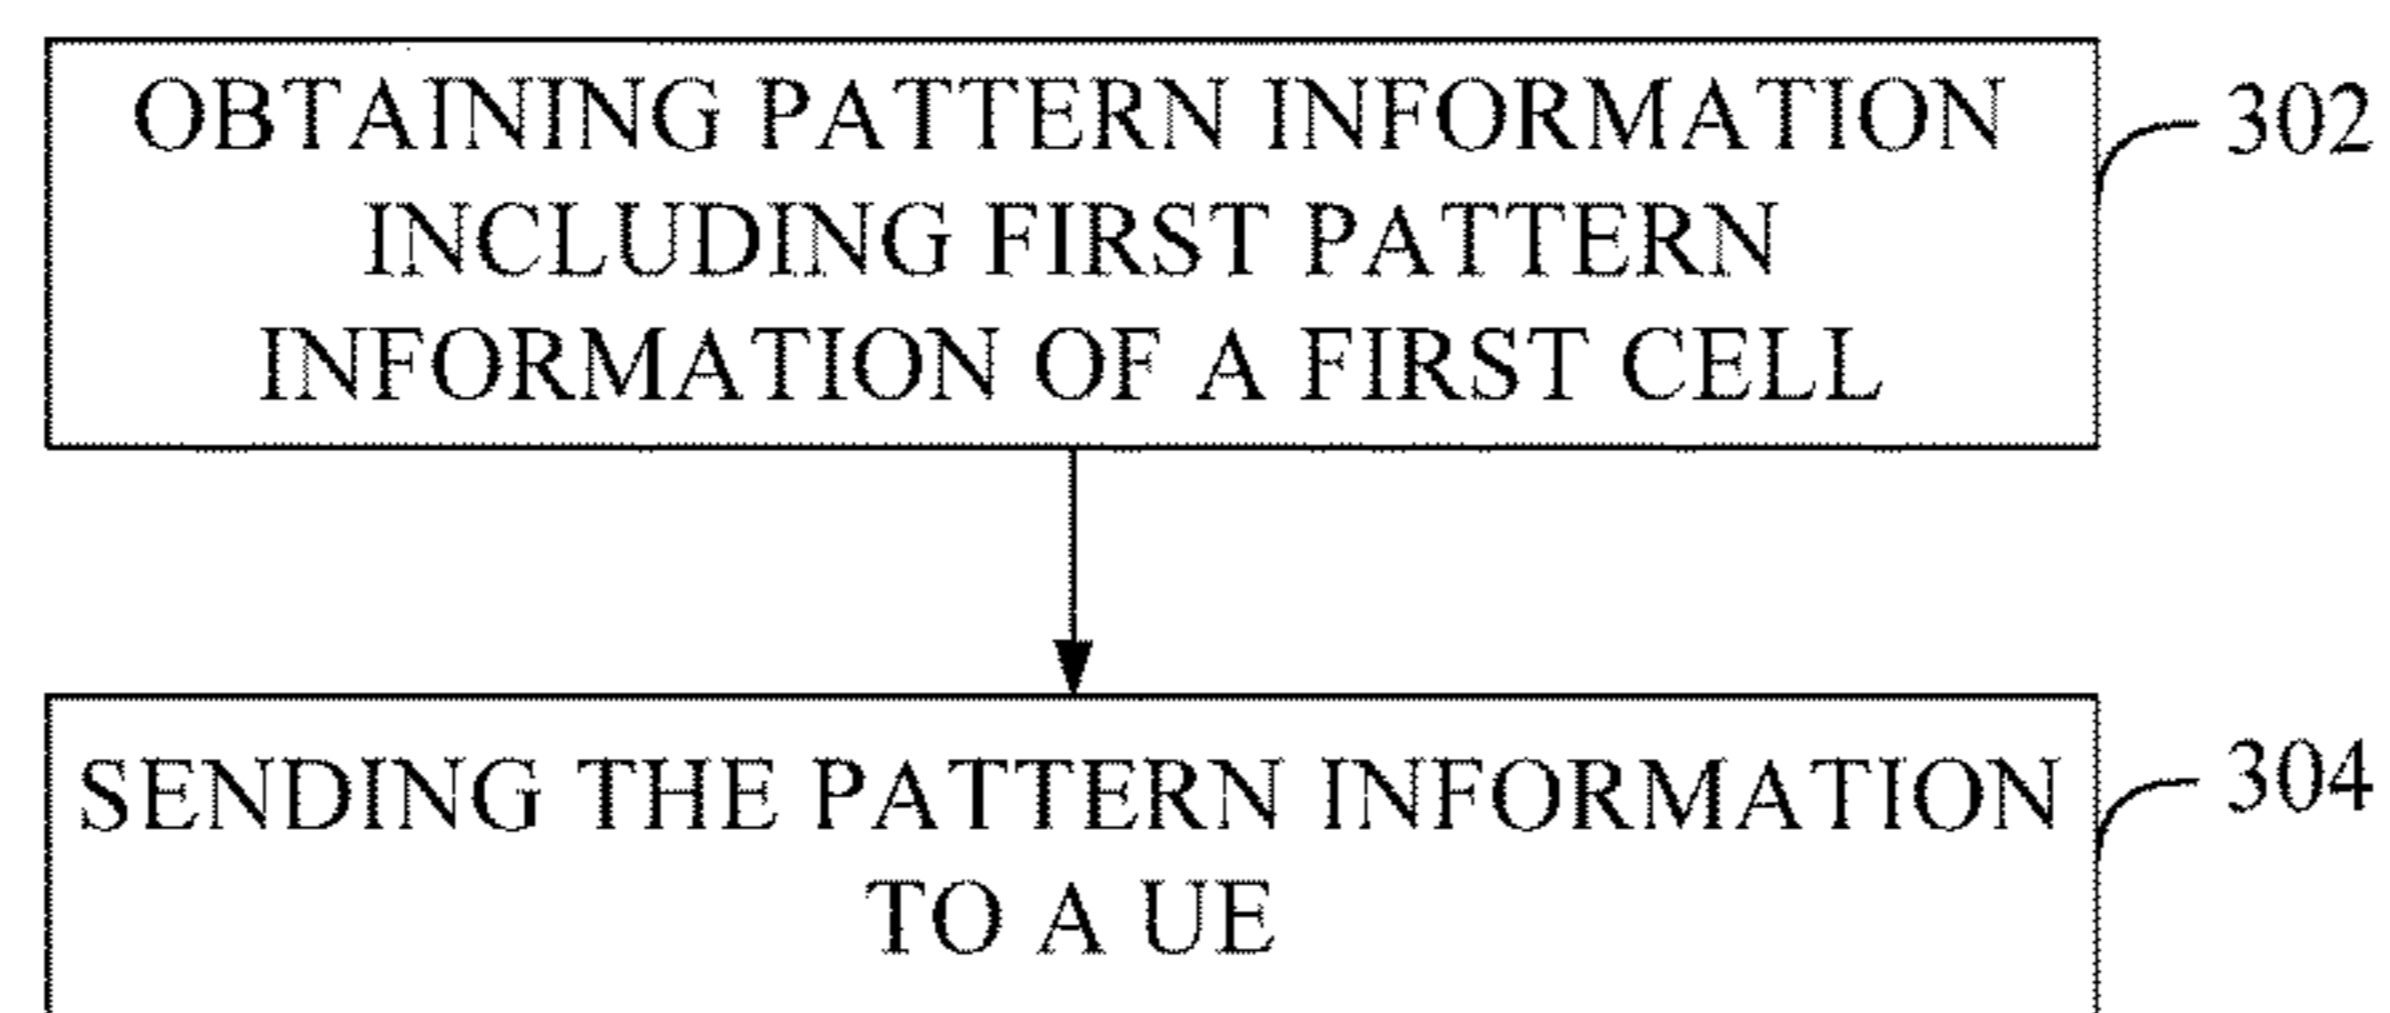 OBTAINING PATTERN INFORMATION
INCLUDING FIRST PATTERN
INFORMATION OF A FIRST CELL
302
SENDING THE PATTERN INFORMATION
TO A UE
304